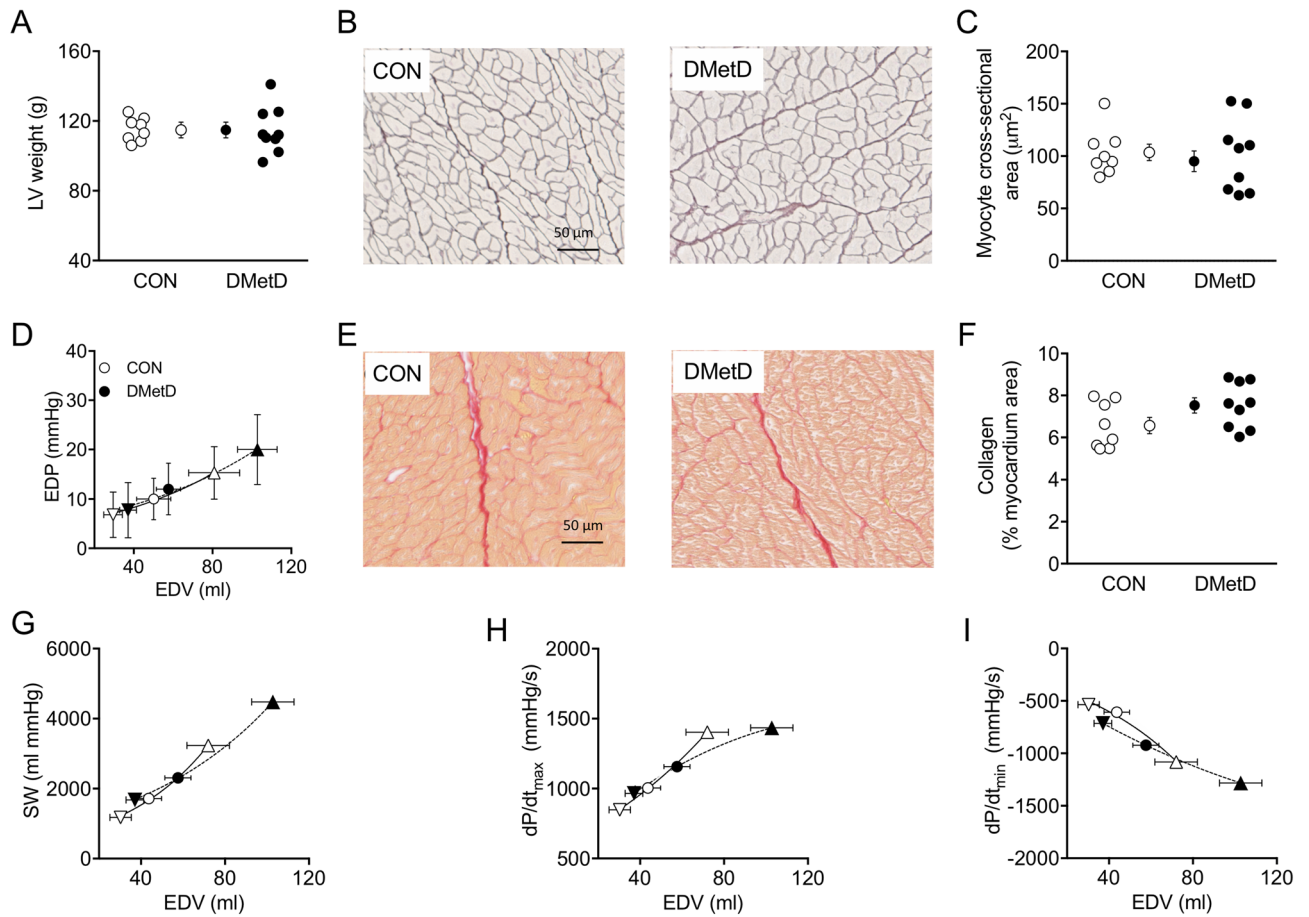 A
LV weight (g)
160
120
80
40
CON
DMetD
B
CON
50 µm
DMetD
C
Myocyte cross-sectional
area (µm2)
200
150
100
50
0
CON
DMetD
D
CON
DMetD
EDP (mmHg)
40
30
20
10
0
40
80
120
EDV (ml)
E
CON
50 µm
DMetD
F
Collagen
(% myocardium area)
10
8
6
4
2
0
CON
DMetD
G
SW (ml mmHg)
6000
4000
2000
0
40
80
120
EDV (ml)
H
dP/dtmax (mmHg/s)
2000
1500
1000
500
40
80
120
EDV (ml)
I
dP/dtmin (mmHg/s)
0
-500
-1000
-1500
-2000
40
80
120
EDV (ml)